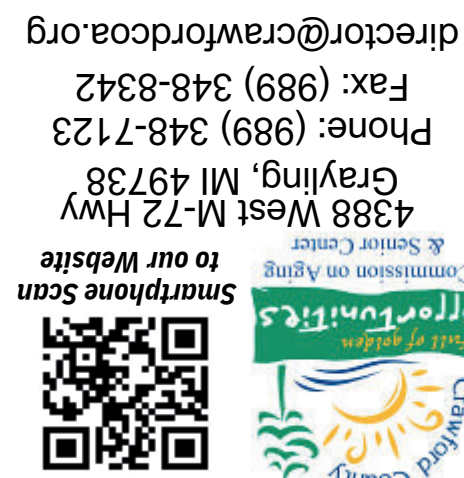 Crawford County
full of golden
pportunities
Commission on Aging
& Senior Center
Smartphone Scan
to our Website
4388 West M-72 Hwy
Grayling, MI 49738
Phone: (989) 348-7123
Fax: (989) 348-8342
director@crawfordcoa.org